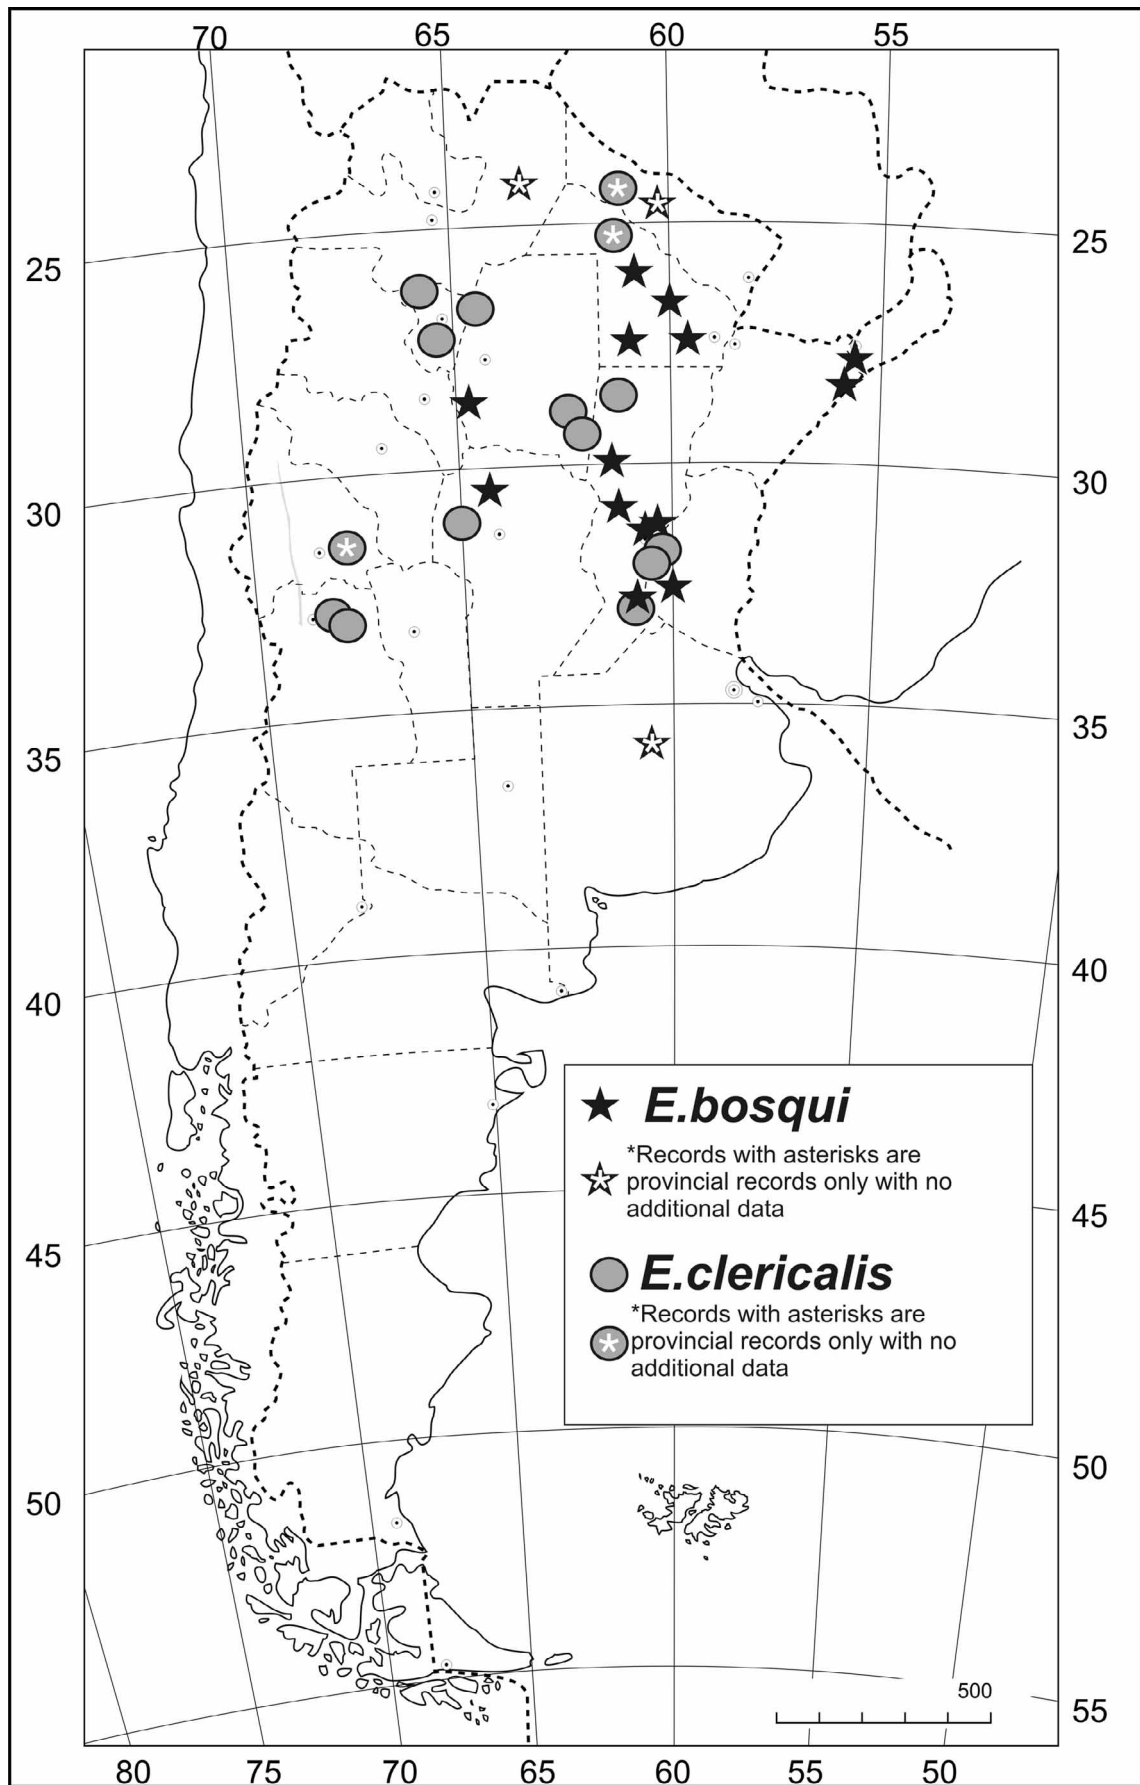 70 65 60 55
25 25
30 30
35 35
40 40
E.bosqui
*Records with asterisks are
provincial records only with no
additional data
45 45
E.clericalis
*Records with asterisks are
provincial records only with no
additional data
50 50
500
55
80 75 70 65 60 55 50